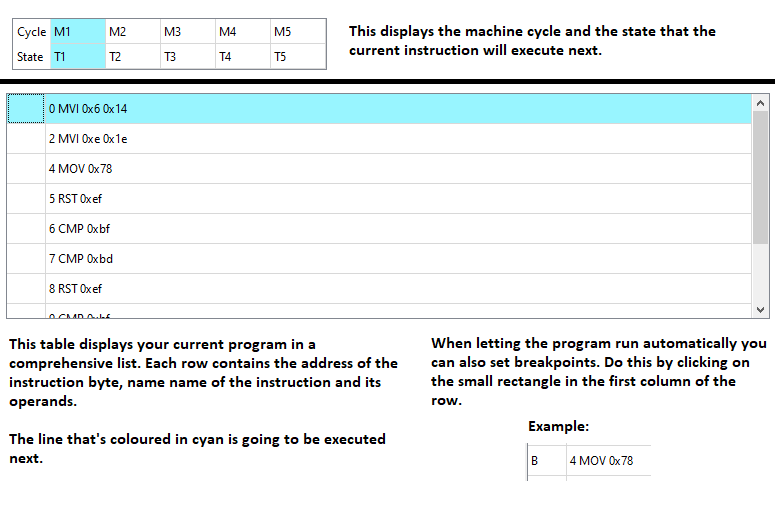 Cycle M1 M2 M3 M4 M5
State T1 T2 T3 T4 T5
This displays the machine cycle and the state that the
current instruction will execute next.
0 MVI 0x6 0x14
2 MVI 0xe 0x1e
4 MOV 0x78
5 RST 0xef
6 CMP 0xbf
7 CMP 0xbd
8 RST 0xef
9 CMP 0xbf
This table displays your current program in a
comprehensive list. Each row contains the address of the
instruction byte, name name of the instruction and its
operands.
The line that's coloured in cyan is going to be executed
next.
When letting the program run automatically you
can also set breakpoints. Do this by clicking on
the small rectangle in the first column of the
row.
Example:
B 4 MOV 0x78